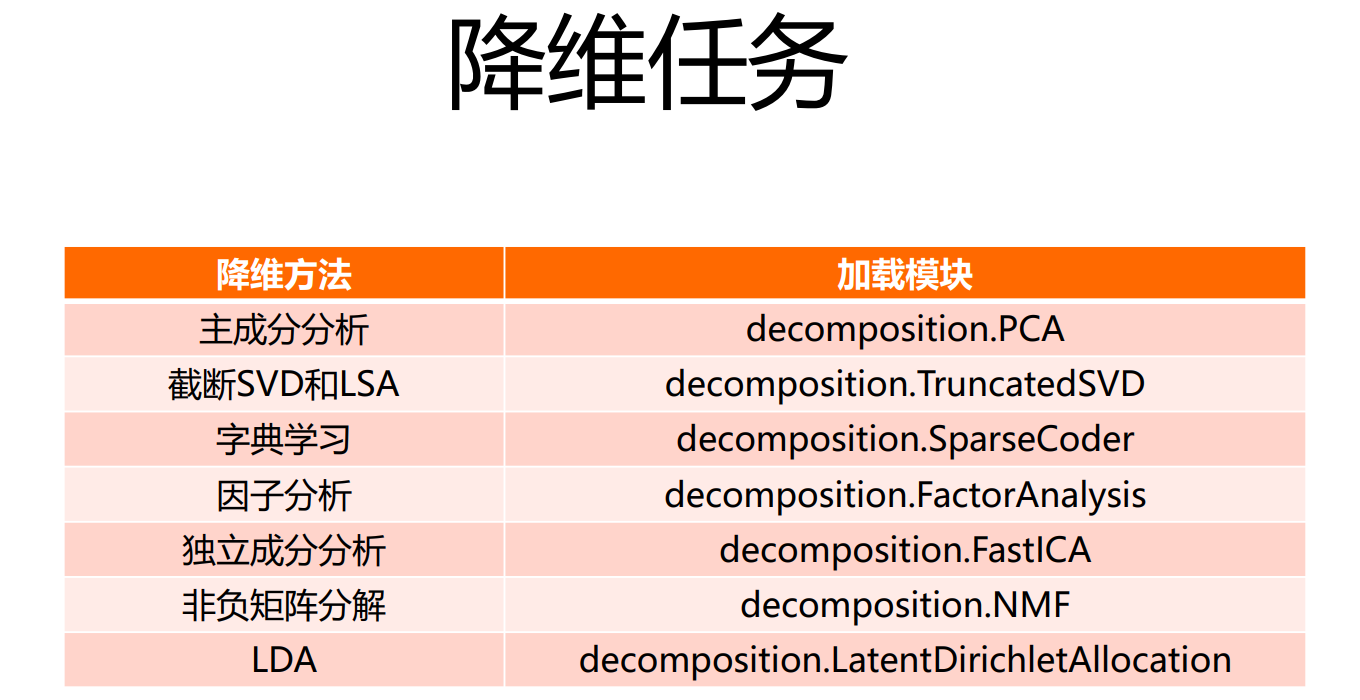 降维任务
降维方法 加载模块
主成分分析 decomposition.PCA
截断SVD和LSA decomposition.TruncatedSVD
字典学习 decomposition.SparseCoder
因子分析 decomposition.FactorAnalysis
独立成分分析 decomposition.FastICA
非负矩阵分解 decomposition.NMF
LDA decomposition.LatentDirichletAllocation